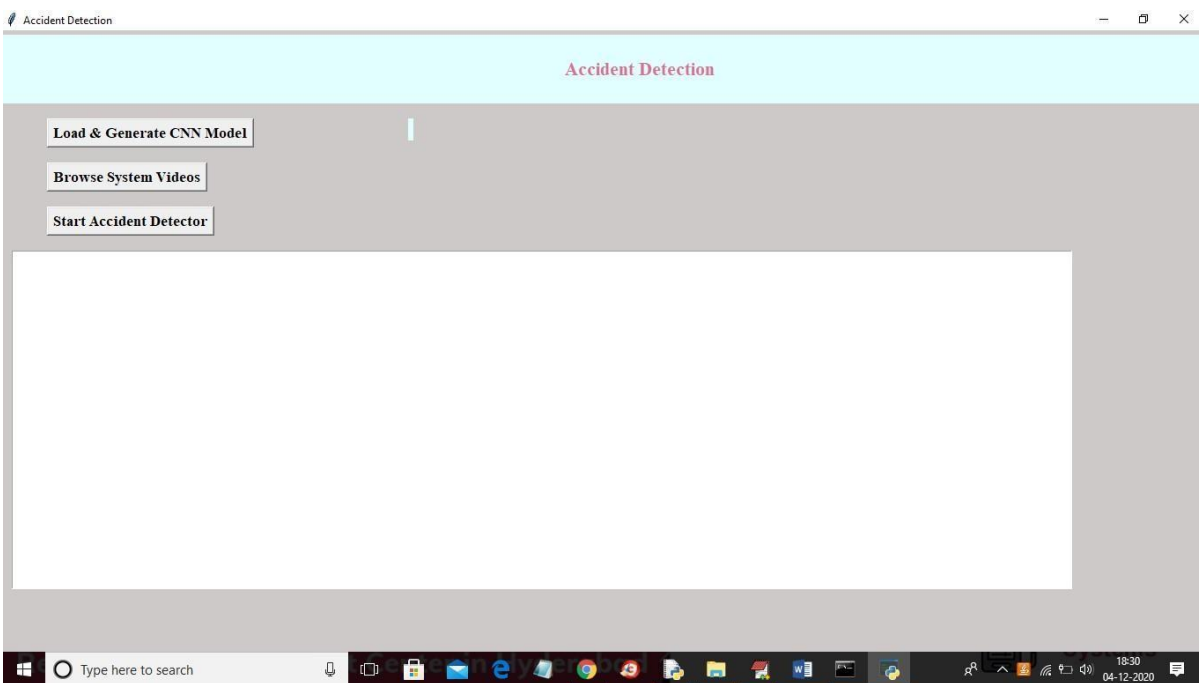 Accident Detection
Accident Detection
Load & Generate CNN Model
Browse System Videos
Start Accident Detector
Type here to search
18:30
04-12-2020